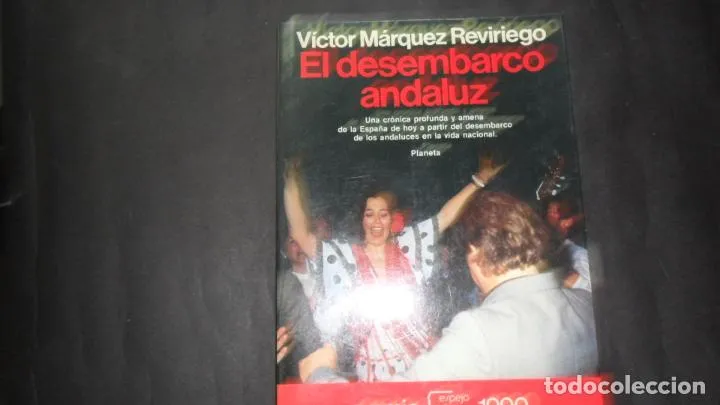 Víctor Márquez Reviriego
El desembarco
andaluz
Una crónica profunda y amena
de la España de hoy a partir del desembarco
de los andaluces en la vida nacional.
Planeta
espejo
todocoleccion.net